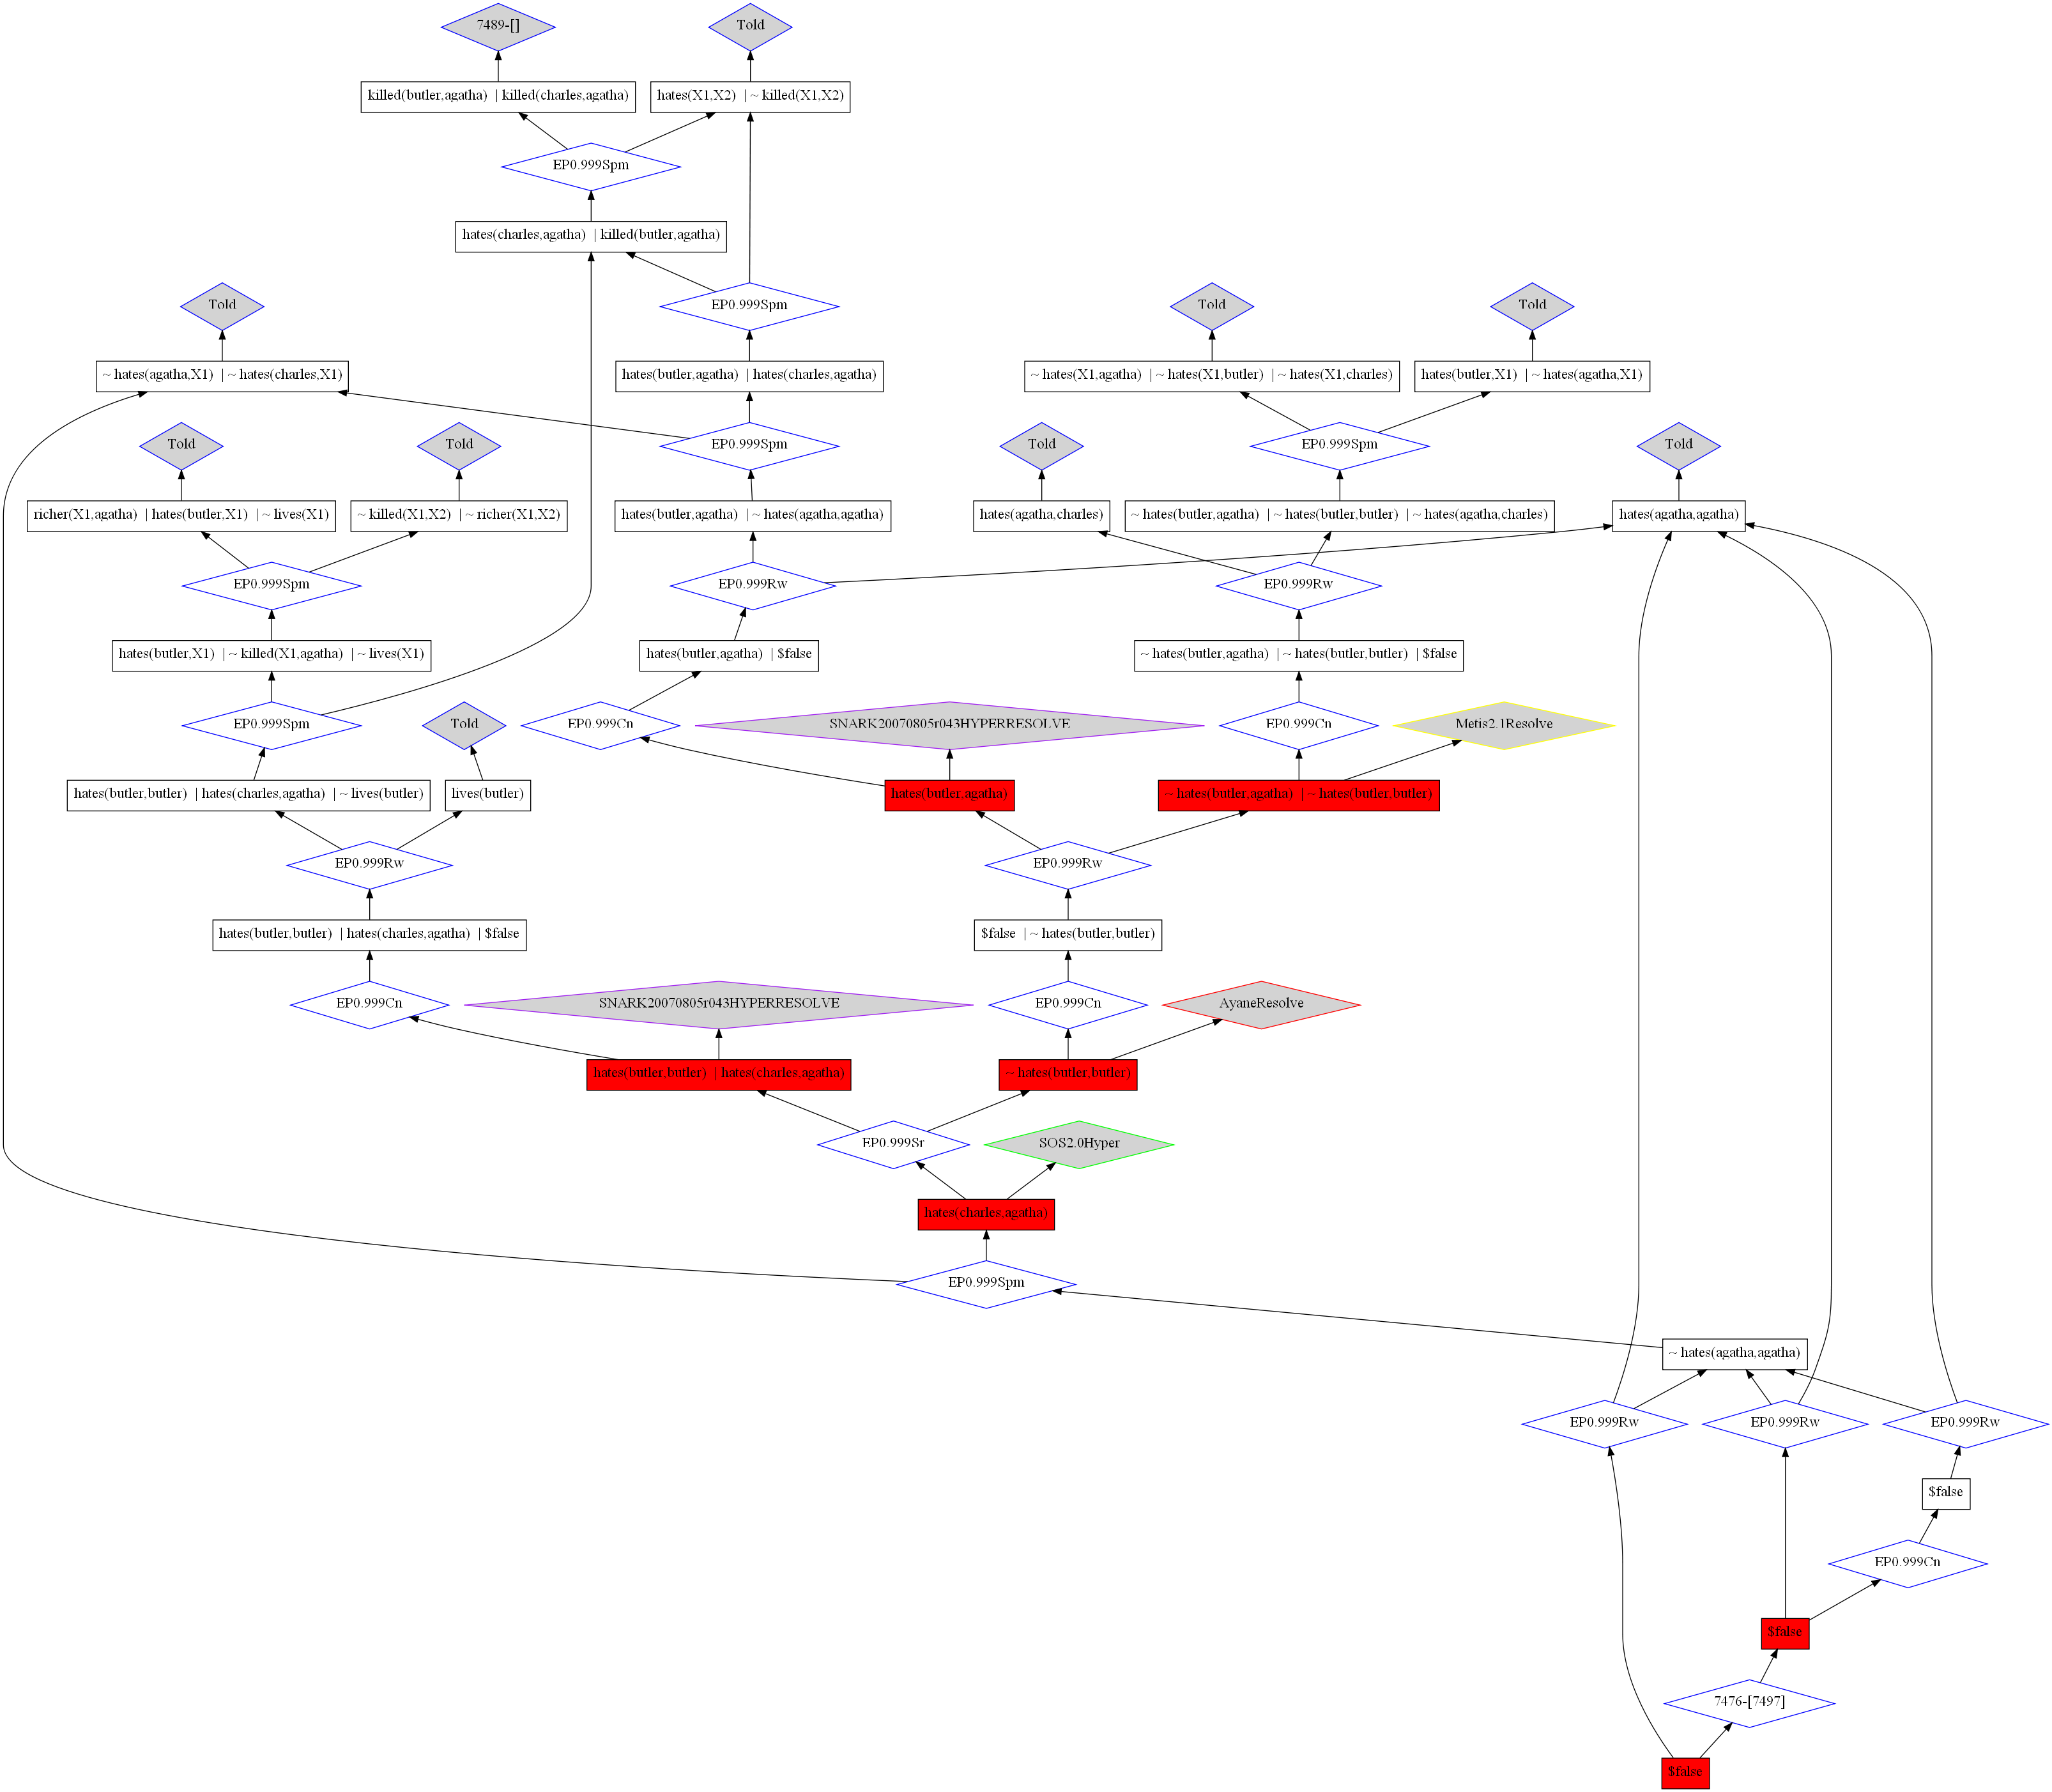 7489-[]
Told
killed(butler,agatha) | killed(charles,agatha)
hates(X1,X2) | ~ killed(X1,X2)
EP0.999Spm
hates(charles,agatha) | killed(butler,agatha)
Told
EP0.999Spm
Told
Told
~ hates(agatha,X1) | ~ hates(charles,X1)
hates(butler,agatha) | hates(charles,agatha)
~ hates(X1,agatha) | ~ hates(X1,butler) | ~ hates(X1,charles)
hates(butler,X1) | ~ hates(agatha,X1)
Told
Told
EP0.999Spm
Told
EP0.999Spm
Told
richer(X1,agatha) | hates(butler,X1) | ~ lives(X1)
~ killed(X1,X2) | ~ richer(X1,X2)
hates(butler,agatha) | ~ hates(agatha,agatha)
hates(agatha,charles)
~ hates(butler,agatha) | ~ hates(butler,butler) | ~ hates(agatha,charles)
hates(agatha,agatha)
EP0.999Spm
EP0.999Rw
EP0.999Rw
hates(butler,X1) | ~ killed(X1,agatha) | ~ lives(X1)
hates(butler,agatha) | $false
~ hates(butler,agatha) | ~ hates(butler,butler) | $false
EP0.999Spm
Told
EP0.999Cn
SNARK20070805r043HYPERRESOLVE
EP0.999Cn
Metis2.1Resolve
hates(butler,butler) | hates(charles,agatha) | ~ lives(butler)
lives(butler)
hates(butler,agatha)
~ hates(butler,agatha) | ~ hates(butler,butler)
EP0.999Rw
EP0.999Rw
hates(butler,butler) | hates(charles,agatha) | $false
$false | ~ hates(butler,butler)
EP0.999Cn
SNARK20070805r043HYPERRESOLVE
EP0.999Cn
AyaneResolve
hates(butler,butler) | hates(charles,agatha)
~ hates(butler,butler)
EP0.999Sr
SOS2.0Hyper
hates(charles,agatha)
EP0.999Spm
~ hates(agatha,agatha)
EP0.999Rw
EP0.999Rw
EP0.999Rw
$false
EP0.999Cn
$false
7476-[7497]
$false